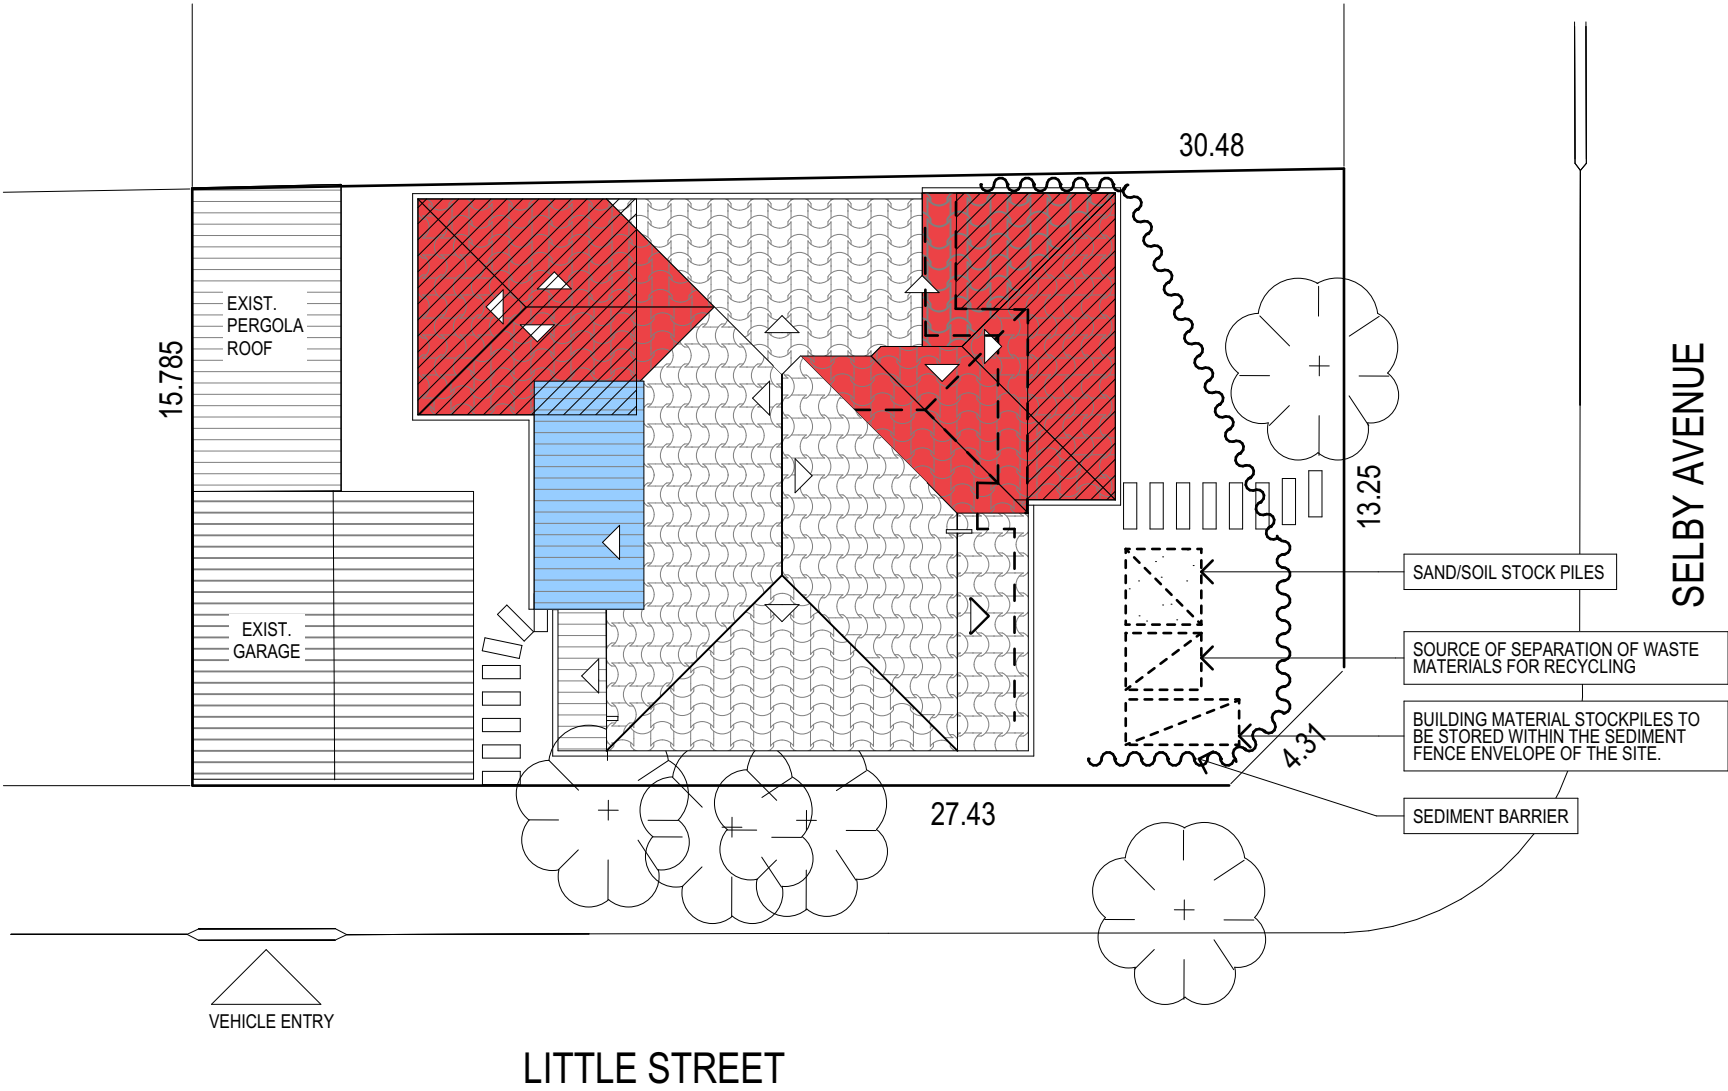 30.48
EXIST.
PERGOLA
ROOF
15.785
SELBY AVENUE
13.25
SAND/SOIL STOCK PILES
EXIST.
GARAGE
SOURCE OF SEPARATION OF WASTE
MATERIALS FOR RECYCLING
BUILDING MATERIAL STOCKPILES TO
BE STORED WITHIN THE SEDIMENT
FENCE ENVELOPE OF THE SITE.
4.31
27.43
SEDIMENT BARRIER
VEHICLE ENTRY
LITTLE STREET